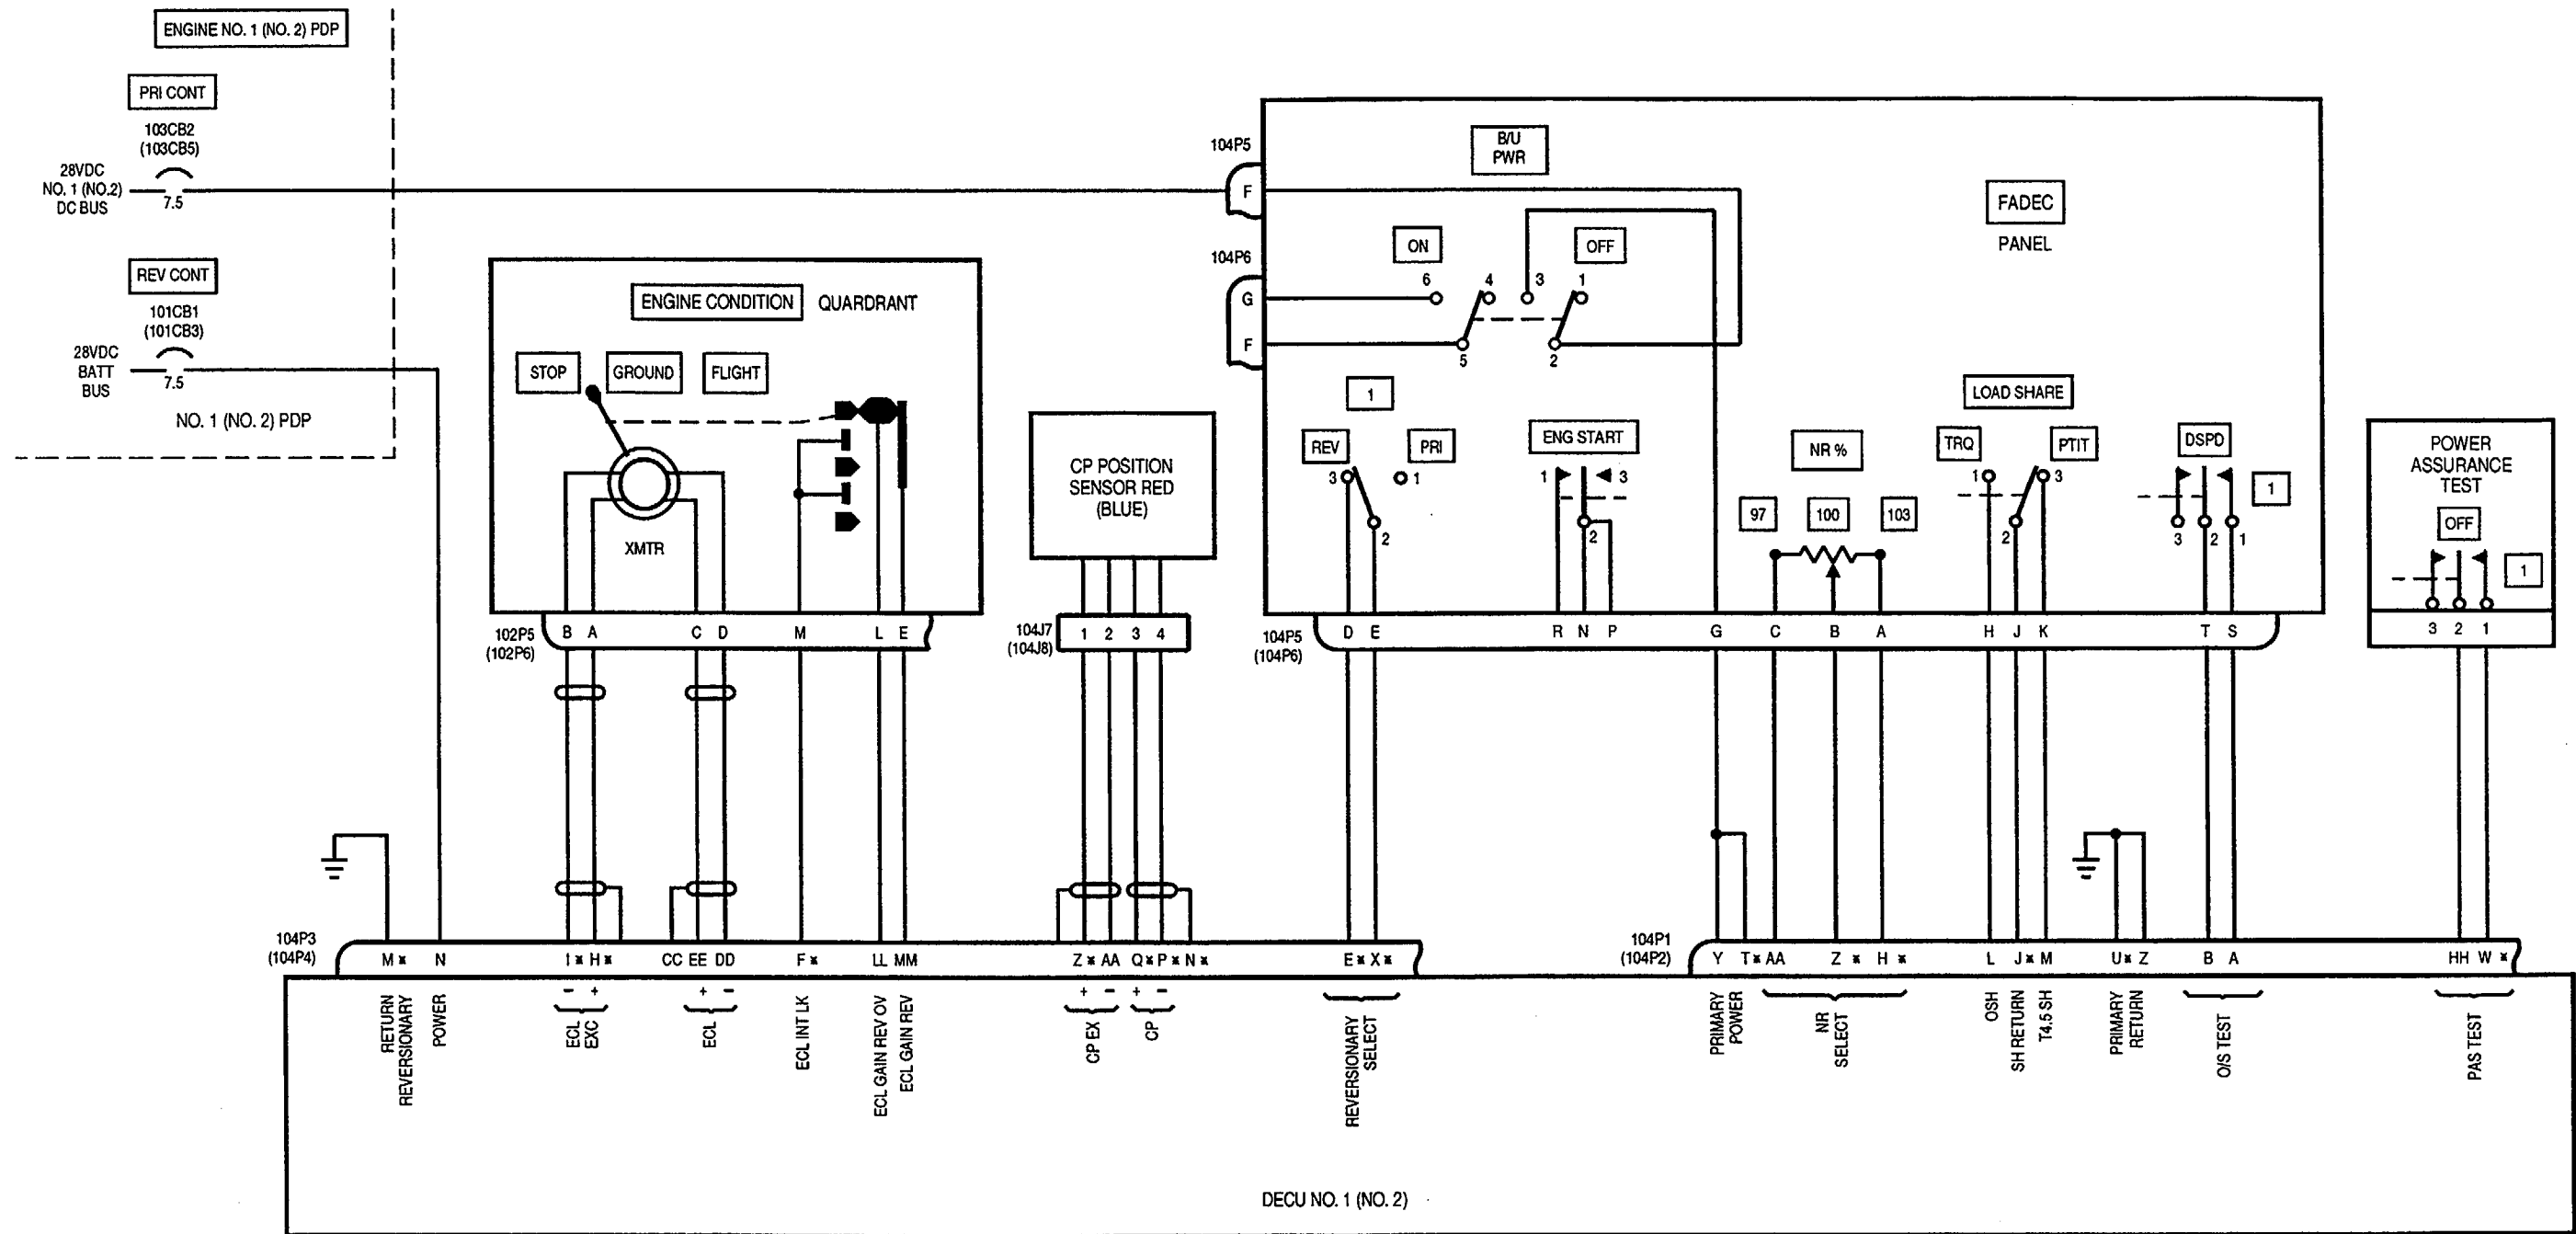 ENGINE NO. 1 (NO. 2) PDP
PRI CONT
103CB2
(103CB5)
28VDC
NO. 1 (NO.2)
DC BUS
7.5
REV CONT
101CB1
(101CB3)
28VDC
BATT
BUS
7.5
NO. 1 (NO. 2) PDP
ENGINE CONDITION QUADRANT
STOP
GROUND
FLIGHT
XMTR
102P5
(102P6)
B A C D M L E
CP POSITION
SENSOR RED
(BLUE)
104J7
(104J8)
1 2 3 4
104P5
F
104P6
G
F
B/U
PWR
ON
OFF
6 4 3 1
5 2
FADEC
PANEL
1
REV
PRI
3 1
2
ENG START
1 3
2
NR %
97
100
103
LOAD SHARE
TRQ
PTIT
1 3
2
DSPD
1
3 2 1
104P5
(104P6)
D E R N P G C B A H J K T S
POWER
ASSURANCE
TEST
OFF
1
3 2 1
104P3
(104P4)
M* N I* H* CC EE DD F* LL MM Z* AA Q* P* N* E* X*
104P1
(104P2)
Y T* AA Z * H * L J* M U* Z B A HH W *
RETURN
REVERSIONARY
POWER
− +
ECL
EXC
+ −
ECL
ECL INT LK
ECL GAIN REV OV
ECL GAIN REV
+ − + −
CP EX
CP
REVERSIONARY
SELECT
PRIMARY
POWER
NR
SELECT
OSH
SH RETURN
T4.5 SH
PRIMARY
RETURN
O/S TEST
PAS TEST
DECU NO. 1 (NO. 2)